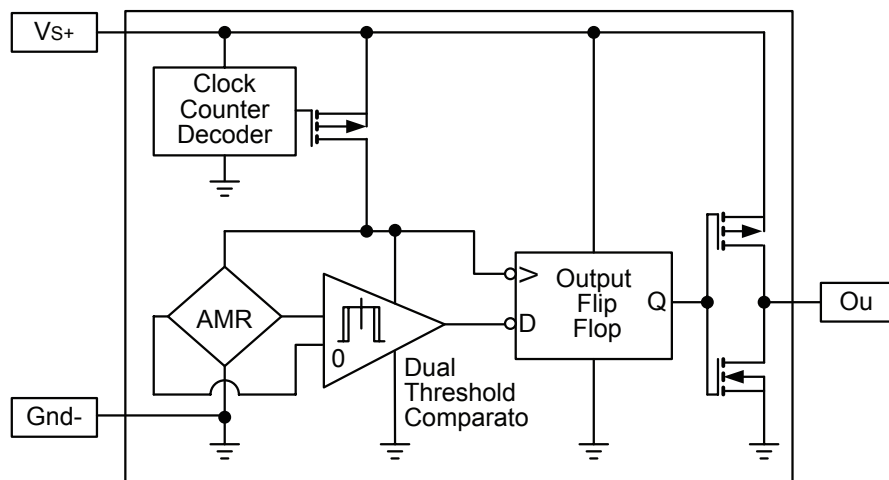 VS+
Clock
Counter
Decoder
AMR
0
Dual
Threshold
Comparato
>
D
Output
Flip
Flop
Q
Ou
Gnd-